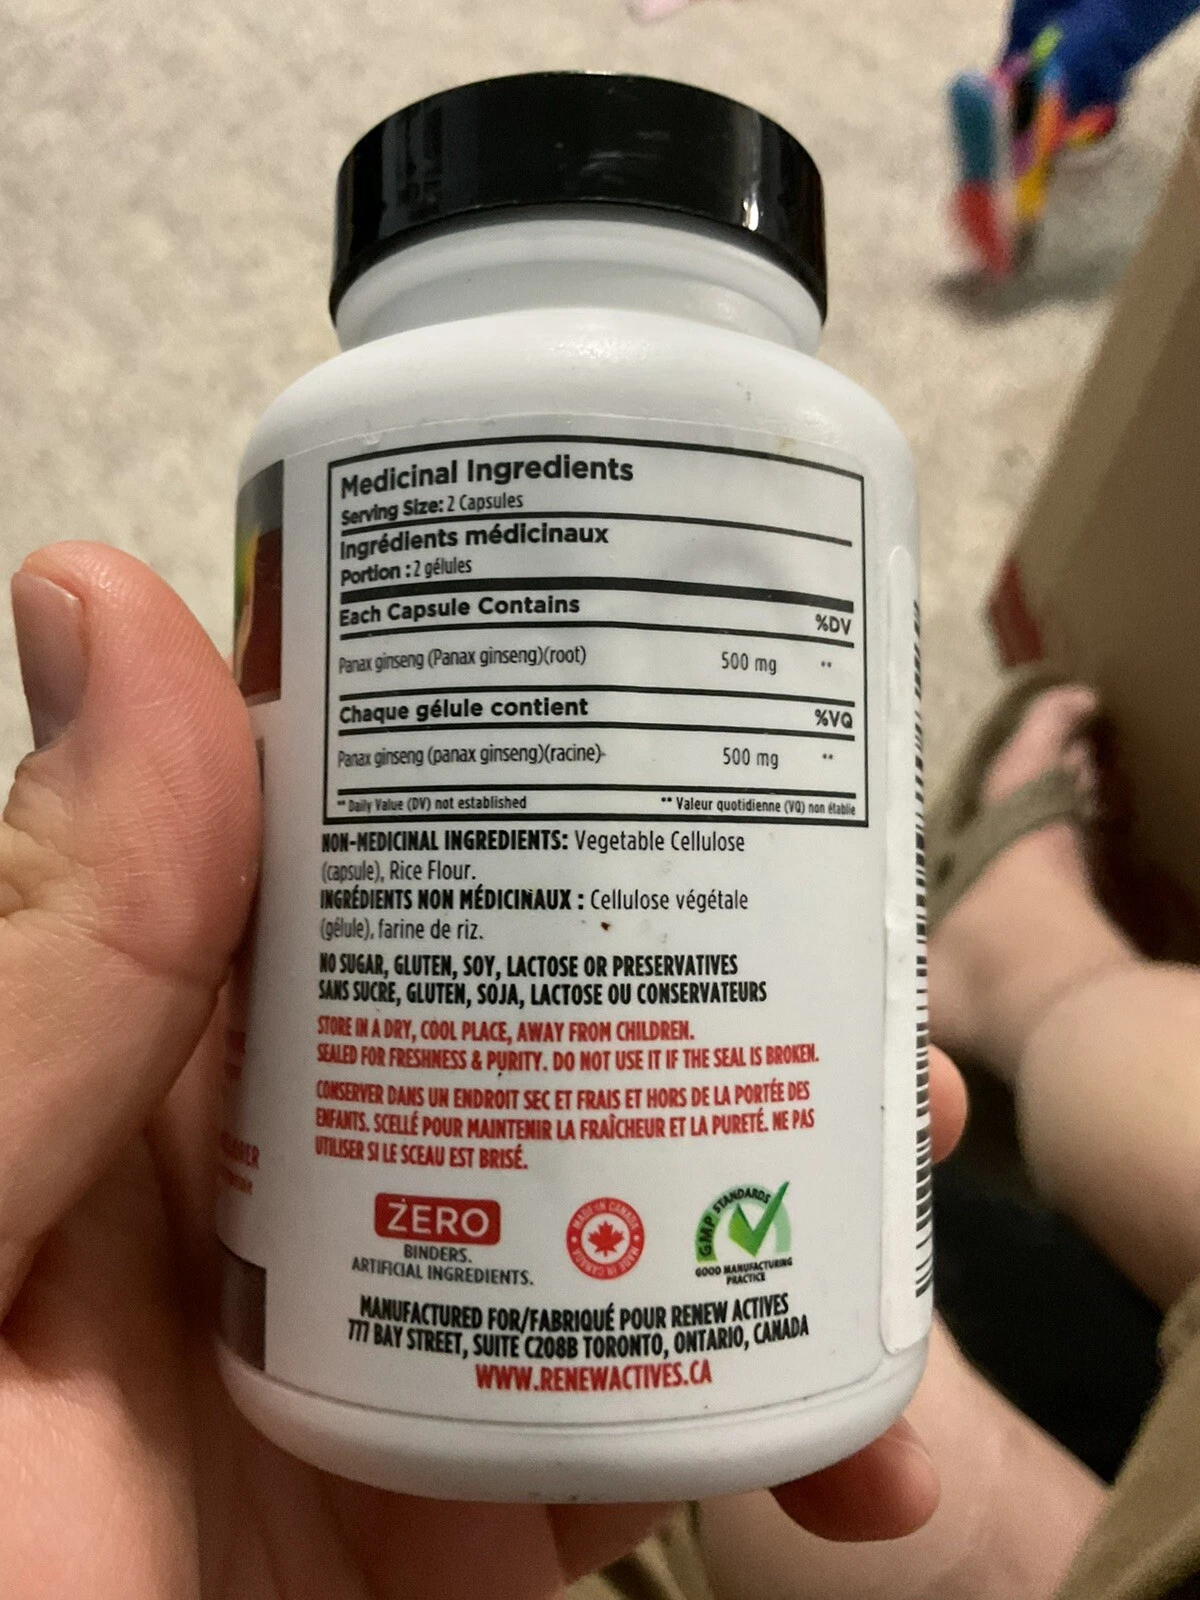 Medicinal Ingredients
Serving Size: 2 Capsules
Ingrédients médicinaux
Portion : 2 gélules
Each Capsule Contains %DV
Panax ginseng (Panax ginseng)(root) 500 mg **
Chaque gélule contient %VQ
Panax ginseng (panax ginseng)(racine) 500 mg **
** Daily Value (DV) not established ** Valeur quotidienne (VQ) non établie
NON-MEDICINAL INGREDIENTS: Vegetable Cellulose
(capsule), Rice Flour.
INGRÉDIENTS NON MÉDICINAUX : Cellulose végétale
(gélule), farine de riz.
NO SUGAR, GLUTEN, SOY, LACTOSE OR PRESERVATIVES
SANS SUCRE, GLUTEN, SOJA, LACTOSE OU CONSERVATEURS
STORE IN A DRY, COOL PLACE, AWAY FROM CHILDREN.
SEALED FOR FRESHNESS & PURITY. DO NOT USE IT IF THE SEAL IS BROKEN.
CONSERVER DANS UN ENDROIT SEC ET FRAIS ET HORS DE LA PORTÉE DES
ENFANTS. SCELLÉ POUR MAINTENIR LA FRAÎCHEUR ET LA PURETÉ. NE PAS
UTILISER SI LE SCEAU EST BRISÉ.
ZERO
BINDERS.
ARTIFICIAL INGREDIENTS.
MADE IN CANADA
MADE IN CANADA
GMP STANDARDS
GOOD MANUFACTURING
PRACTICE
MANUFACTURED FOR/FABRIQUÉ POUR RENEW ACTIVES
777 BAY STREET, SUITE C208B TORONTO, ONTARIO, CANADA
WWW.RENEWACTIVES.CA